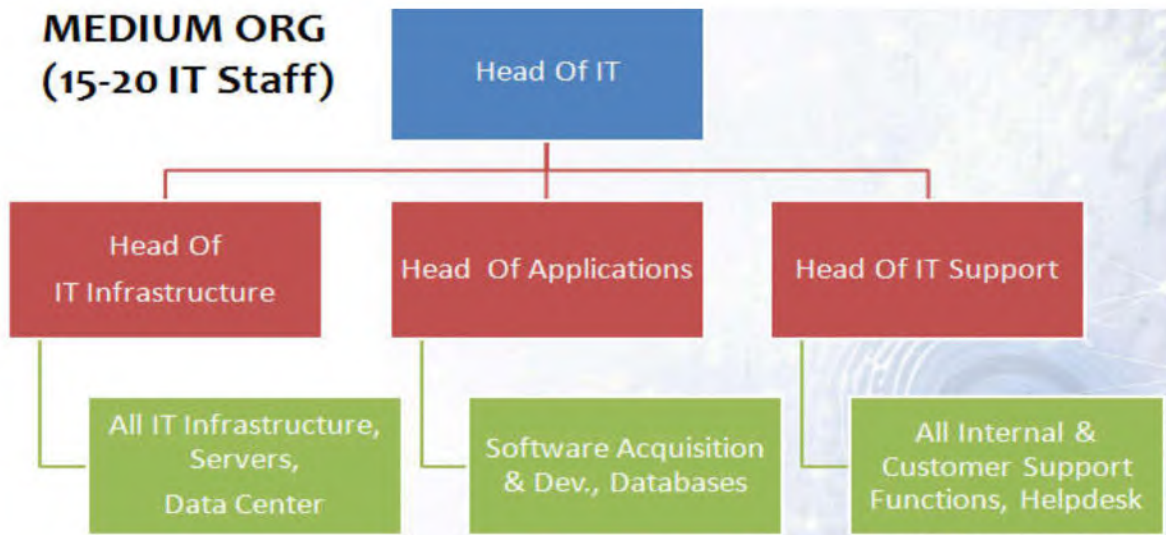 MEDIUM ORG
(15-20 IT Staff)
Head Of IT
Head Of
IT Infrastructure
Head Of Applications
Head Of IT Support
All IT Infrastructure,
Servers,
Data Center
Software Acquisition
& Dev., Databases
All Internal &
Customer Support
Functions, Helpdesk